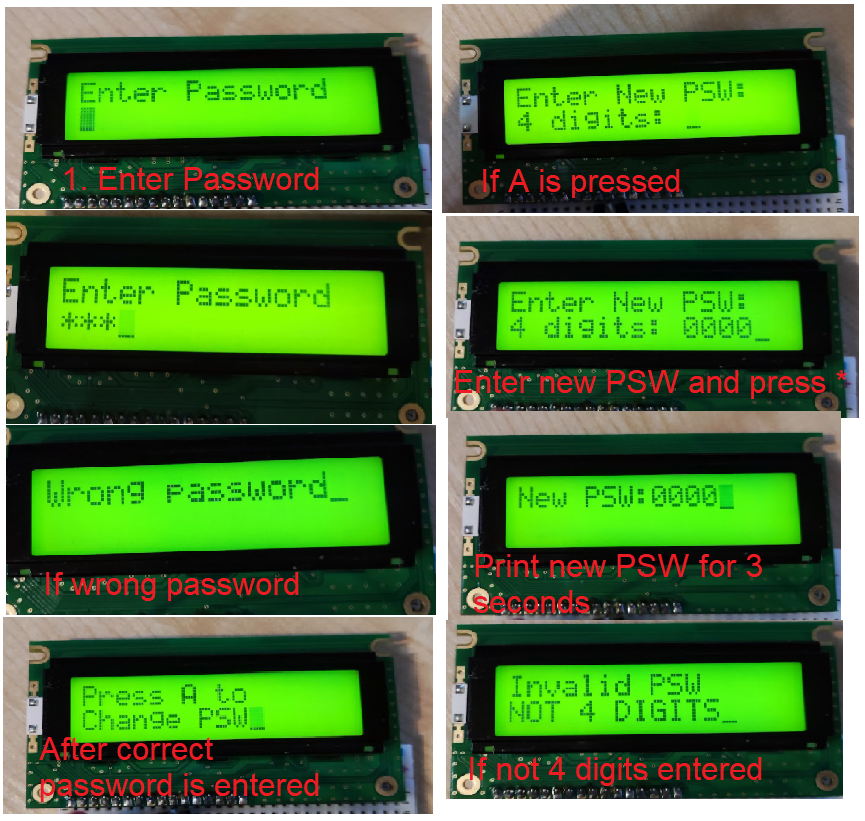 Enter Password
1. Enter Password
Enter Password
***_
Wrong password_
If wrong password
Press A to
Change PSW_
After correct
password is entered
Enter New PSW:
4 digits: _
If A is pressed
Enter New PSW:
4 digits: 0000_
Enter new PSW and press *
New PSW:0000_
Print new PSW for 3
seconds
Invalid PSW
NOT 4 DIGITS_
If not 4 digits entered